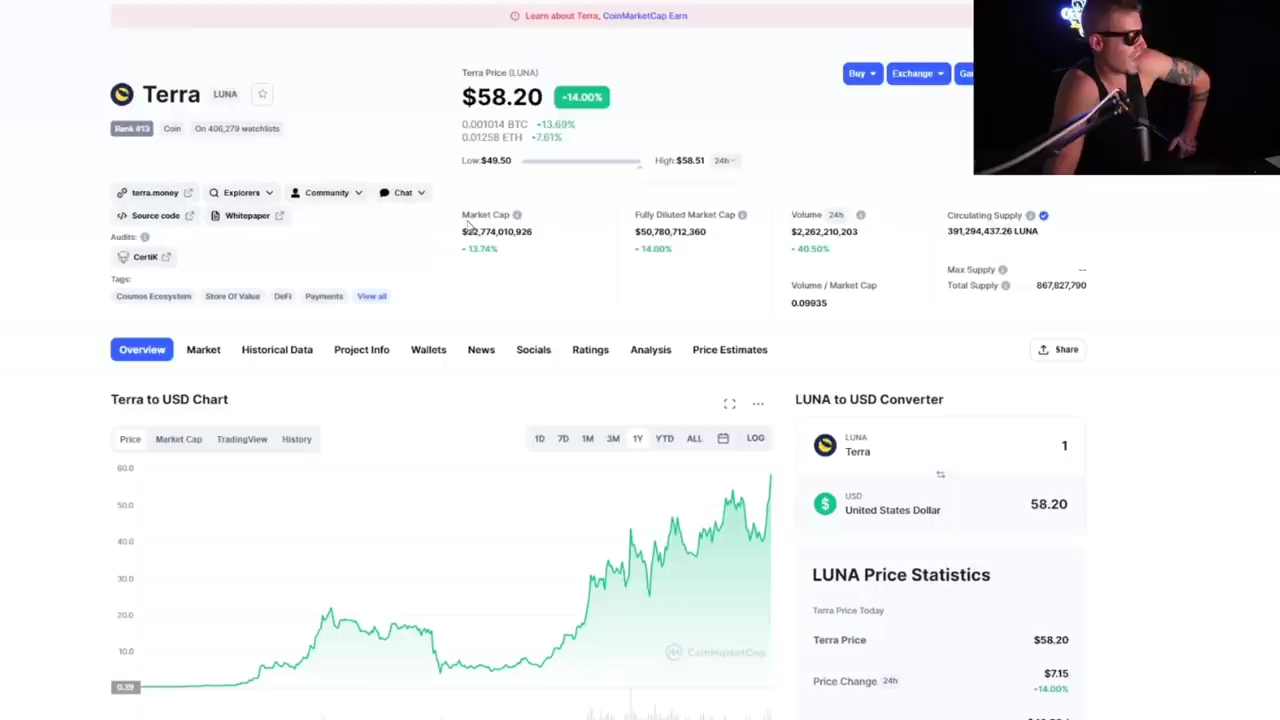 Learn about Terra, CoinMarketCap Earn
Terra LUNA
Rank #13 Coin On 406,279 watchlists
terra.money Explorers Community Chat
Source code Whitepaper
Audits:
CertiK
Tags:
Cosmos Ecosystem Store Of Value DeFi Payments View all
Terra Price (LUNA)
$58.20 -14.00%
0.001014 BTC +13.69%
0.01258 ETH +7.61%
Low:$49.50 High:$58.51 24h
Buy Exchange
Market Cap
$22,774,010,926
- 13.74%
Fully Diluted Market Cap
$50,780,712,360
- 14.00%
Volume 24h
$2,262,210,203
- 40.50%
Volume / Market Cap
0.09935
Circulating Supply
391,294,437.26 LUNA
Max Supply --
Total Supply 867,827,790
Overview Market Historical Data Project Info Wallets News Socials Ratings Analysis Price Estimates Share
Terra to USD Chart
Price Market Cap TradingView History
1D 7D 1M 3M 1Y YTD ALL LOG
60.0
50.0
40.0
30.0
20.0
10.0
0.39
CoinMarketCap
LUNA to USD Converter
LUNA
Terra 1
USD
United States Dollar 58.20
LUNA Price Statistics
Terra Price Today
Terra Price $58.20
$7.15
Price Change 24h
-14.00%